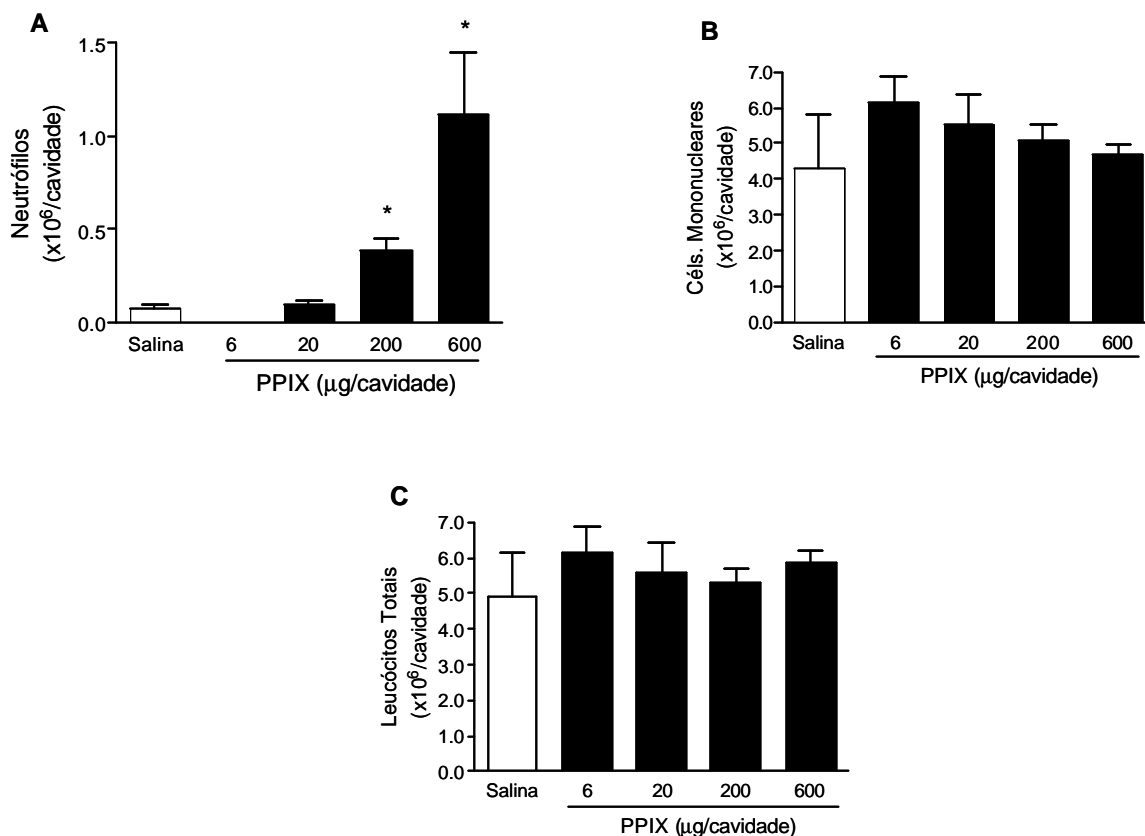 A
*
*
1.5
1.0
0.5
0.0
Neutrófilos
(x10⁶/cavidade)
Salina 6 20 200 600
PPIX (μg/cavidade)
B
7.0
6.0
5.0
4.0
3.0
2.0
1.0
0.0
Céls. Mononucleares
(x10⁶/cavidade)
Salina 6 20 200 600
PPIX (μg/cavidade)
C
7.0
6.0
5.0
4.0
3.0
2.0
1.0
0.0
Leucócitos Totais
(x10⁶/cavidade)
Salina 6 20 200 600
PPIX (μg/cavidade)